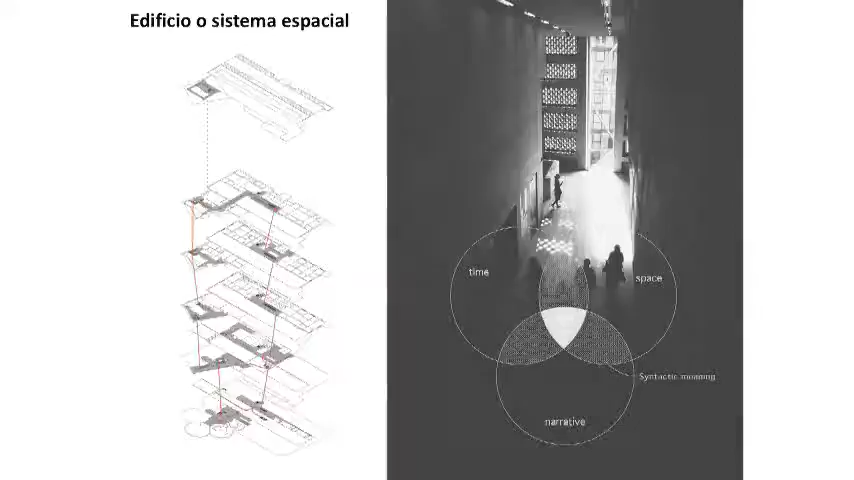 Edificio o sistema espacial
time
space
Syntactic meaning
narrative